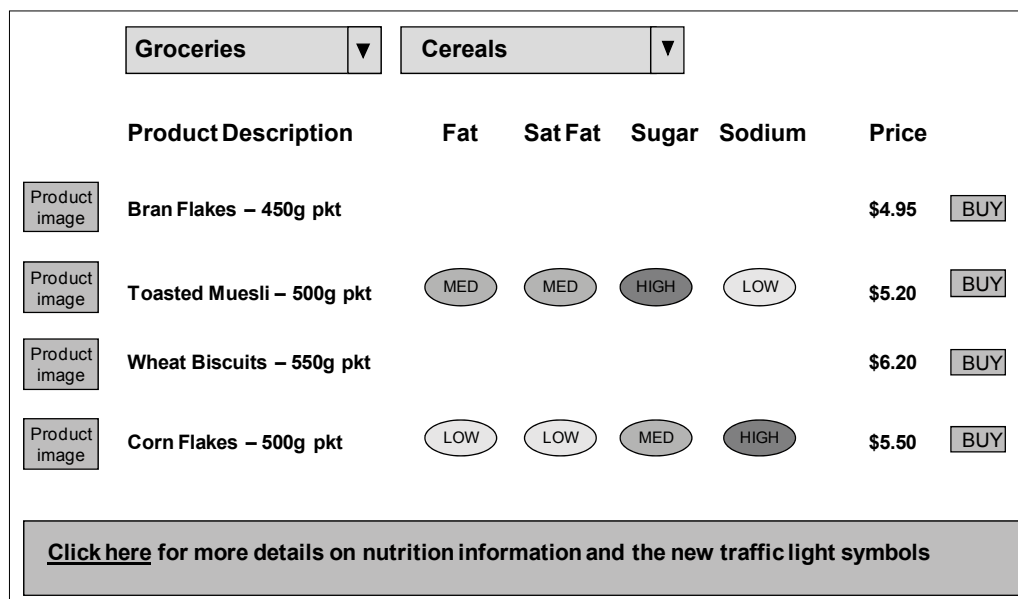 Groceries ▼ Cereals ▼
Product Description Fat Sat Fat Sugar Sodium Price
Product image Bran Flakes – 450g pkt $4.95 BUY
Product image Toasted Muesli – 500g pkt MED MED HIGH LOW $5.20 BUY
Product image Wheat Biscuits – 550g pkt $6.20 BUY
Product image Corn Flakes – 500g pkt LOW LOW MED HIGH $5.50 BUY
Click here for more details on nutrition information and the new traffic light symbols